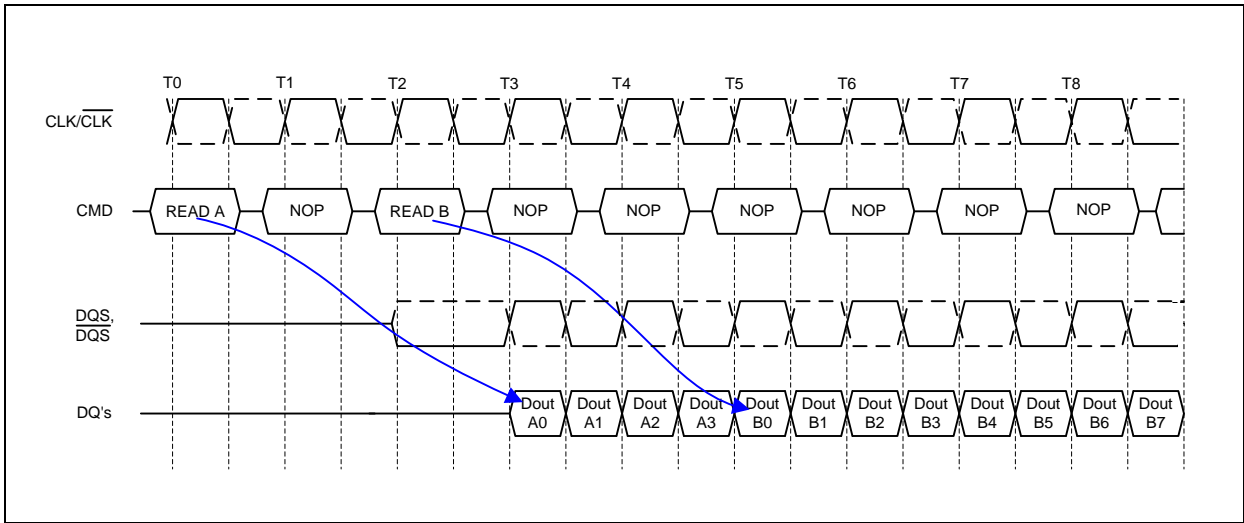 T0 T1 T2 T3 T4 T5 T6 T7 T8
CLK/CLK
CMD READ A NOP READ B NOP NOP NOP NOP NOP NOP
DQS,
DQS
DQ's
Dout Dout Dout Dout Dout Dout Dout Dout Dout Dout Dout Dout
A0 A1 A2 A3 B0 B1 B2 B3 B4 B5 B6 B7